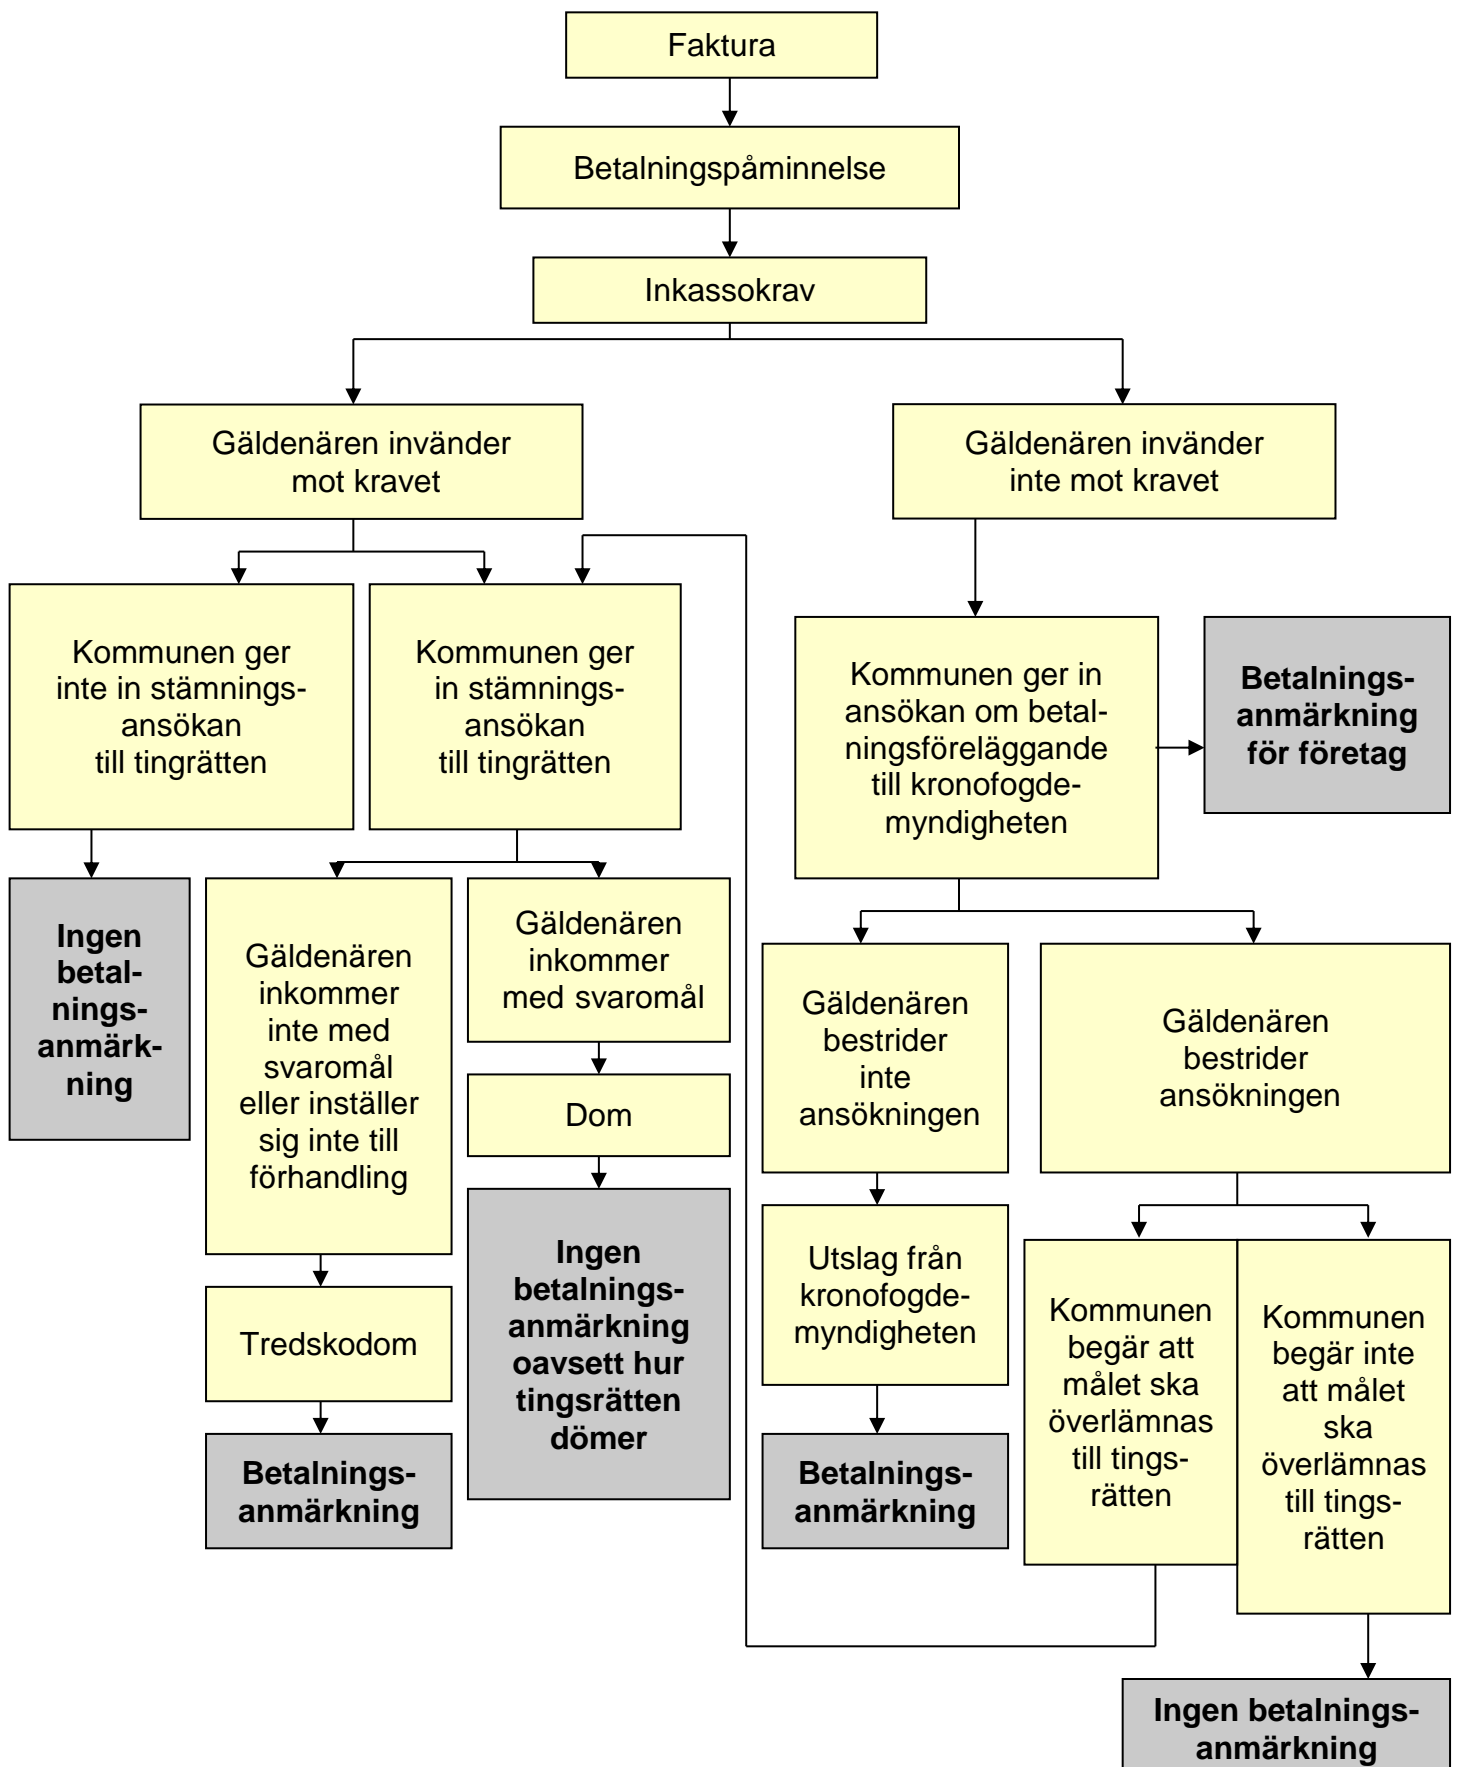 Faktura
Betalningspåminnelse
Inkassokrav
Gäldenären invänder
mot kravet
Gäldenären invänder
inte mot kravet
Kommunen ger
inte in stämnings-
ansökan
till tingrätten
Kommunen ger
in stämnings-
ansökan
till tingrätten
Kommunen ger in
ansökan om betal-
ningsföreläggande
till kronofogde-
myndigheten
Betalnings-
anmärkning
för företag
Ingen
betal-
nings-
anmärk-
ning
Gäldenären
inkommer
inte med
svaromål
eller inställer
sig inte till
förhandling
Gäldenären
inkommer
med svaromål
Dom
Ingen
betalnings-
anmärkning
oavsett hur
tingsrätten
dömer
Tredskodom
Betalnings-
anmärkning
Gäldenären
bestrider
inte
ansökningen
Gäldenären
bestrider
ansökningen
Utslag från
kronofogde-
myndigheten
Betalnings-
anmärkning
Kommunen
begär att
målet ska
överlämnas
till tings-
rätten
Kommunen
begär inte
att målet
ska
överlämnas
till tings-
rätten
Ingen betalnings-
anmärkning